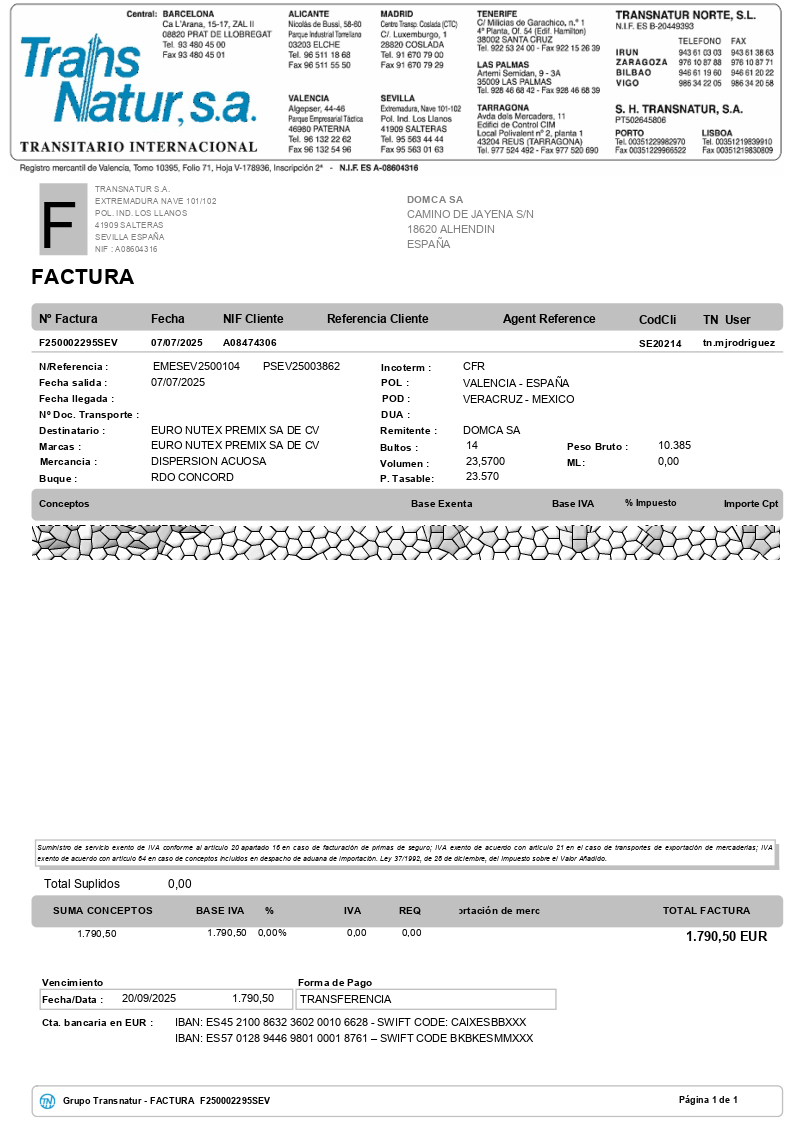 Central: BARCELONA
Ca L'Arana, 15-17, ZAL II
08820 PRAT DE LLOBREGAT
Tel. 93 480 45 00
Fax 93 480 45 01
ALICANTE
Nicolás de Bussi, 58-60
Parque Industrial Torrellano
03203 ELCHE
Tel. 96 511 18 68
Fax 96 511 55 50
MADRID
Centro Transp. Coslada (CTC)
C/. Luxemburgo, 1
28820 COSLADA
Tel. 91 670 79 00
Fax 91 670 79 29
TENERIFE
C/ Milicias de Garachico, n.º 1
4ª Planta, Of. 54 (Edif. Hamilton)
38002 SANTA CRUZ
Tel. 922 53 24 00 - Fax 922 15 26 39
LAS PALMAS
Artemi Semidan, 9 - 3A
35009 LAS PALMAS
Tel. 928 46 68 42 - Fax 928 46 68 39
TRANSNATUR NORTE, S.L.
N.I.F. ES B-20449393
TELEFONO FAX
IRUN 943 61 03 03 943 61 38 63
ZARAGOZA 976 10 87 88 976 10 87 71
BILBAO 946 61 19 60 946 61 20 22
VIGO 986 34 22 05 986 34 20 58
Trans
Natur, s.a.
TRANSITARIO INTERNACIONAL
VALENCIA
Algepser, 44-46
Parque Empresarial Táctica
46980 PATERNA
Tel. 96 132 22 62
Fax 96 132 54 96
SEVILLA
Extremadura, Nave 101-102
Pol. Ind. Los Llanos
41909 SALTERAS
Tel. 95 563 44 44
Fax 95 563 01 63
TARRAGONA
Avda dels Mercaders, 11
Edifici de Control CIM
Local Polivalent nº 2, planta 1
43204 REUS (TARRAGONA)
Tel. 977 524 492 - Fax 977 520 690
S. H. TRANSNATUR, S.A.
PT502645806
PORTO LISBOA
Tel. 00351229982970 Tel. 00351219839910
Fax 00351229966522 Fax 00351219830809
Registro mercantil de Valencia, Tomo 10395, Folio 71, Hoja V-178936, Inscripción 2ª - N.I.F. ES A-08604316
F
TRANSNATUR S.A.
EXTREMADURA NAVE 101/102
POL. IND. LOS LLANOS
41909 SALTERAS
SEVILLA ESPAÑA
NIF : A08604316
DOMCA SA
CAMINO DE JAYENA S/N
18620 ALHENDIN
ESPAÑA
FACTURA
Nº Factura Fecha NIF Cliente Referencia Cliente Agent Reference CodCli TN User
F250002295SEV 07/07/2025 A08474306 SE20214 tn.mjrodriguez
N/Referencia : EMESEV2500104 PSEV25003862 Incoterm : CFR
Fecha salida : 07/07/2025 POL : VALENCIA - ESPAÑA
Fecha llegada : POD : VERACRUZ - MEXICO
Nº Doc. Transporte : DUA :
Destinatario : EURO NUTEX PREMIX SA DE CV Remitente : DOMCA SA
Marcas : EURO NUTEX PREMIX SA DE CV Bultos : 14 Peso Bruto : 10.385
Mercancia : DISPERSION ACUOSA Volumen : 23,5700 ML: 0,00
Buque : RDO CONCORD P. Tasable: 23.570
Conceptos Base Exenta Base IVA % Impuesto Importe Cpt
Suministro de servicio exento de IVA conforme al artículo 20 apartado 16 en caso de facturación de primas de seguro; IVA exento de acuerdo con artículo 21 en el caso de transportes de exportación de mercaderías; IVA
exento de acuerdo con artículo 64 en caso de conceptos incluidos en despacho de aduana de importación. Ley 37/1992, de 28 de diciembre, del Impuesto sobre el Valor Añadido.
Total Suplidos 0,00
SUMA CONCEPTOS BASE IVA % IVA REQ ortación de merc TOTAL FACTURA
1.790,50 1.790,50 0,00% 0,00 0,00 1.790,50 EUR
Vencimiento Forma de Pago
Fecha/Data : 20/09/2025 1.790,50 TRANSFERENCIA
Cta. bancaria en EUR : IBAN: ES45 2100 8632 3602 0010 6628 - SWIFT CODE: CAIXESBBXXX
IBAN: ES57 0128 9446 9801 0001 8761 – SWIFT CODE BKBKESMMXXX
TN Grupo Transnatur - FACTURA F250002295SEV Página 1 de 1